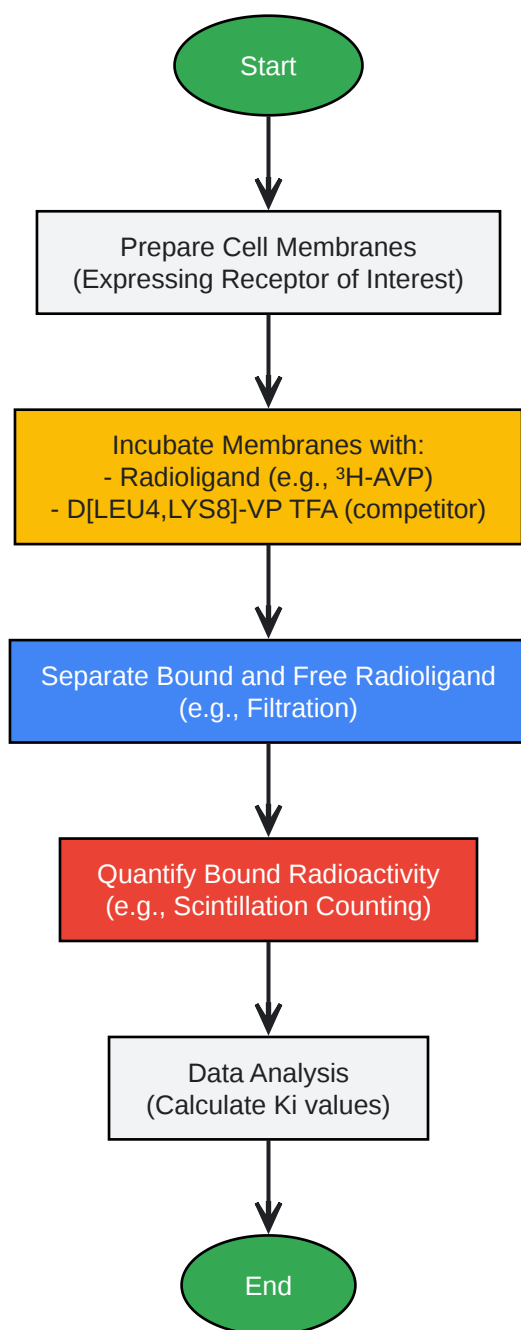 Start
Prepare Cell Membranes
(Expressing Receptor of Interest)
Incubate Membranes with:
- Radioligand (e.g., ³H-AVP)
- D[LEU4,LYS8]-VP TFA (competitor)
Separate Bound and Free Radioligand
(e.g., Filtration)
Quantify Bound Radioactivity
(e.g., Scintillation Counting)
Data Analysis
(Calculate Ki values)
End